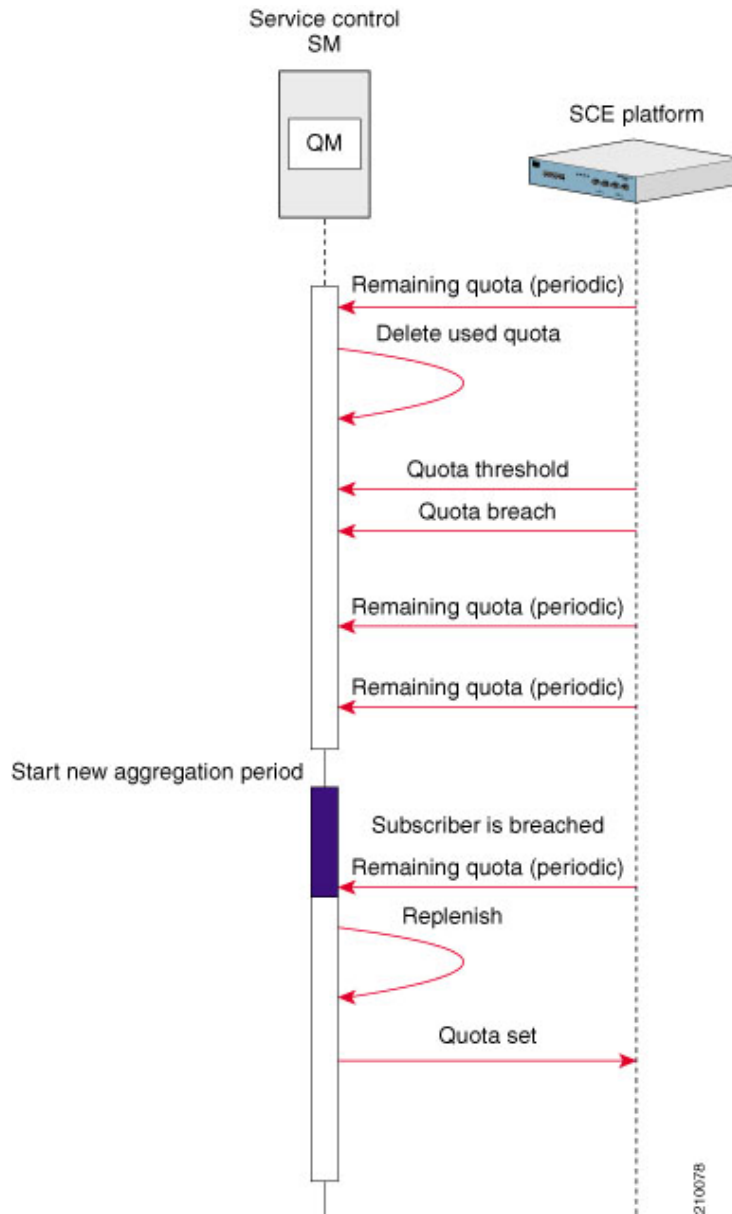 Service control
SM
QM
SCE platform
Remaining quota (periodic)
Delete used quota
Quota threshold
Quota breach
Remaining quota (periodic)
Remaining quota (periodic)
Start new aggregation period
Subscriber is breached
Remaining quota (periodic)
Replenish
Quota set
210078